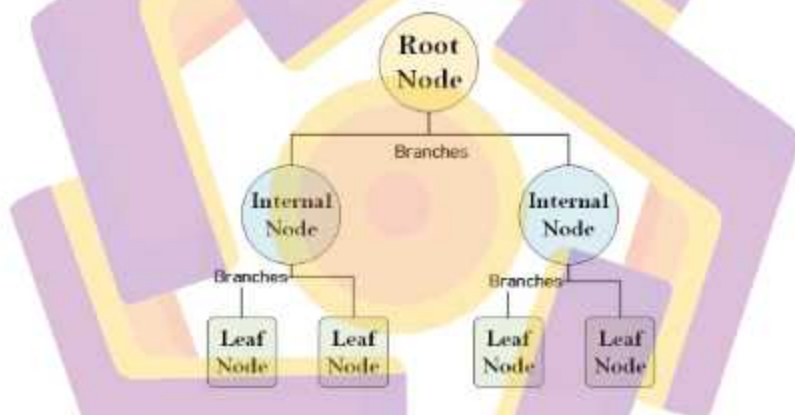 Root
Node
Branches
Internal
Node
Internal
Node
Branches
Branches
Leaf
Node
Leaf
Node
Leaf
Node
Leaf
Node